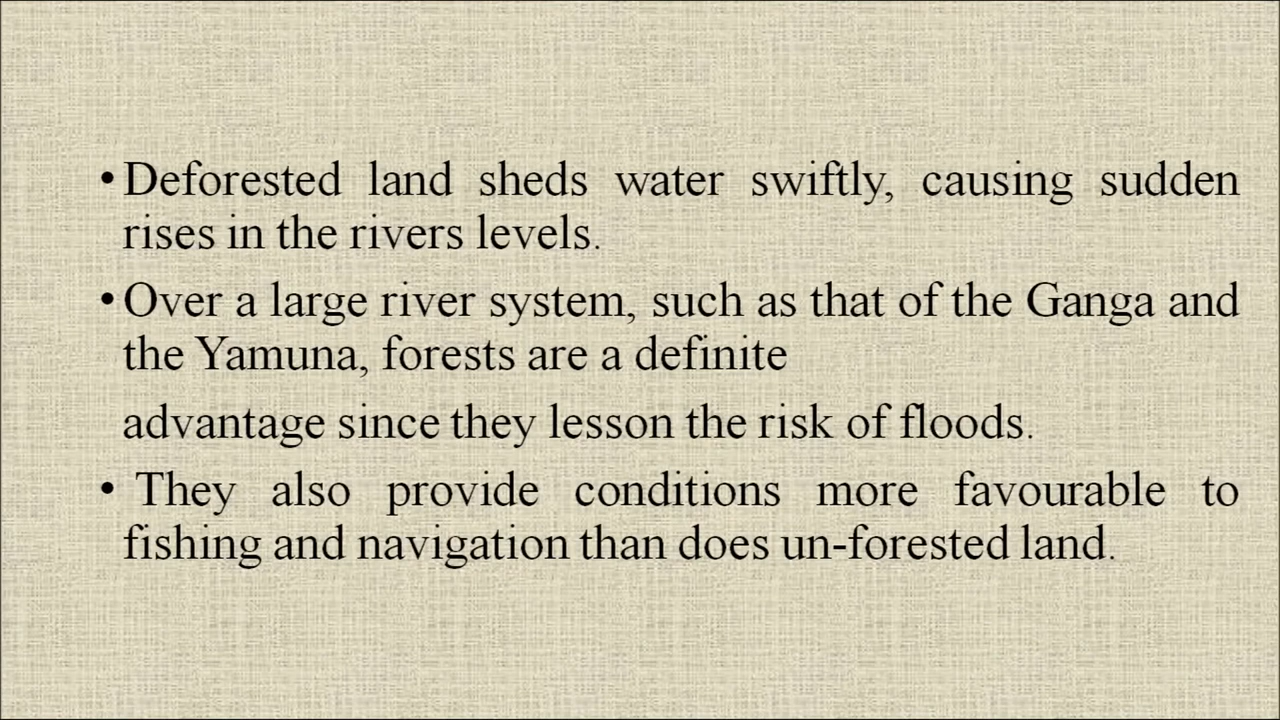 • Deforested land sheds water swiftly, causing sudden
rises in the rivers levels.
• Over a large river system, such as that of the Ganga and
the Yamuna, forests are a definite
advantage since they lesson the risk of floods.
• They also provide conditions more favourable to
fishing and navigation than does un-forested land.